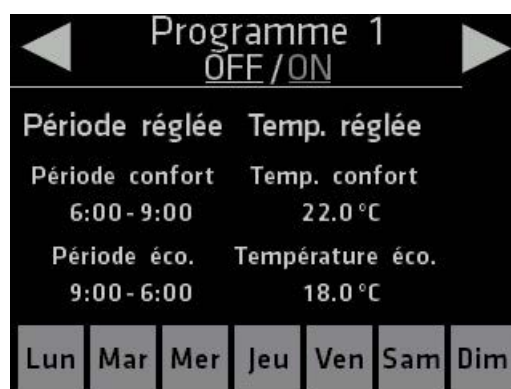 Programme 1
OFF/ON
Période réglée Temp. réglée
Période confort Temp. confort
6:00-9:00 22.0°C
Période éco. Température éco.
9:00-6:00 18.0°C
Lun Mar Mer Jeu Ven Sam Dim